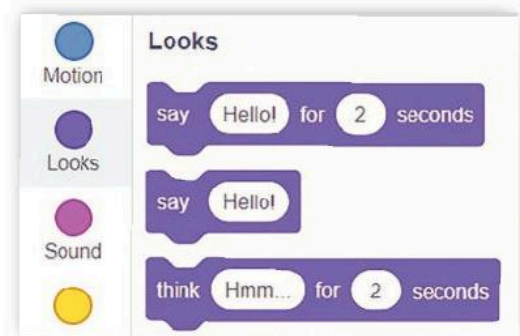 Motion
Looks
Sound
Looks
say Hello! for 2 seconds
say Hello!
think Hmm... for 2 seconds